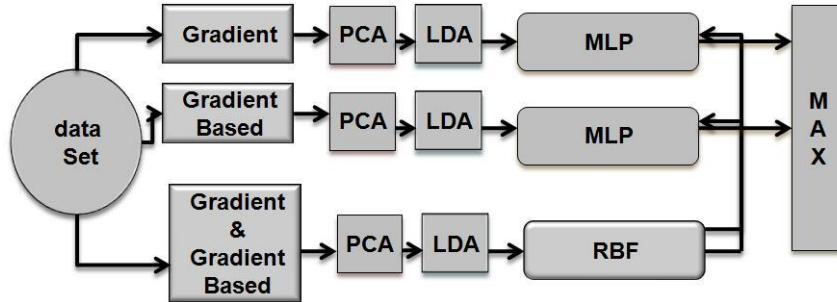 data
Set
Gradient
PCA
LDA
MLP
Gradient
Based
PCA
LDA
MLP
Gradient
&
Gradient
Based
PCA
LDA
RBF
M
A
X